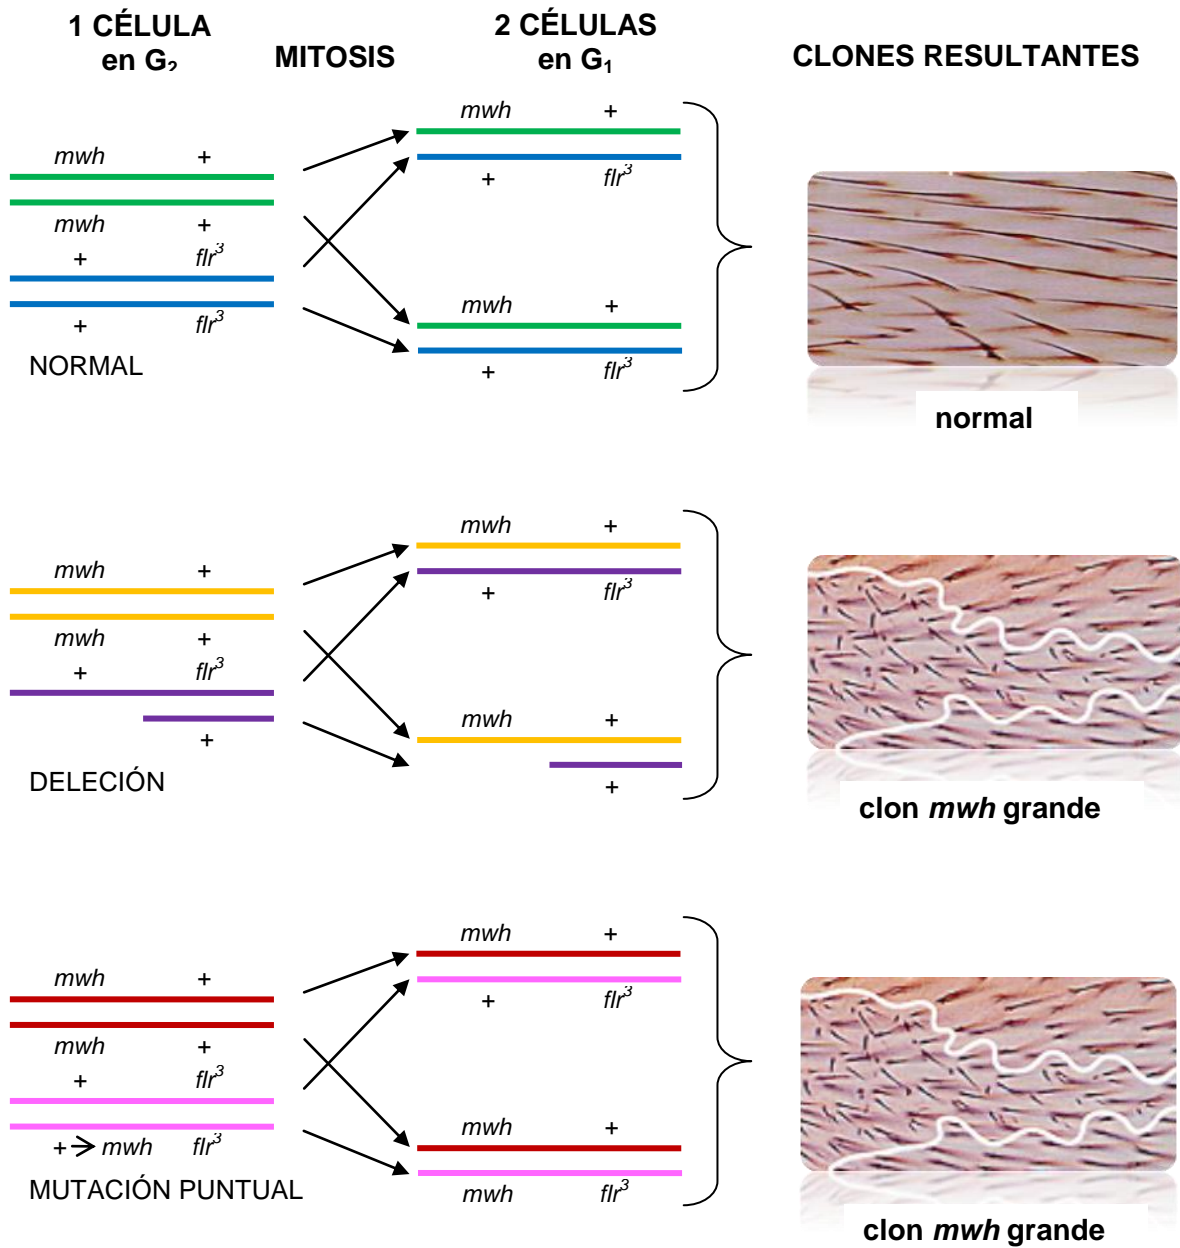 1 CÉLULA
en G₂
MITOSIS
2 CÉLULAS
en G₁
CLONES RESULTANTES
mwh +
mwh +
+ flr³
+ flr³
NORMAL
mwh +
+ flr³
mwh +
+ flr³
normal
mwh +
mwh +
+ flr³
+
DELECIÓN
mwh +
+ flr³
mwh +
+
clon mwh grande
mwh +
mwh +
+ flr³
+ → mwh flr³
MUTACIÓN PUNTUAL
mwh +
+ flr³
mwh +
mwh flr³
clon mwh grande